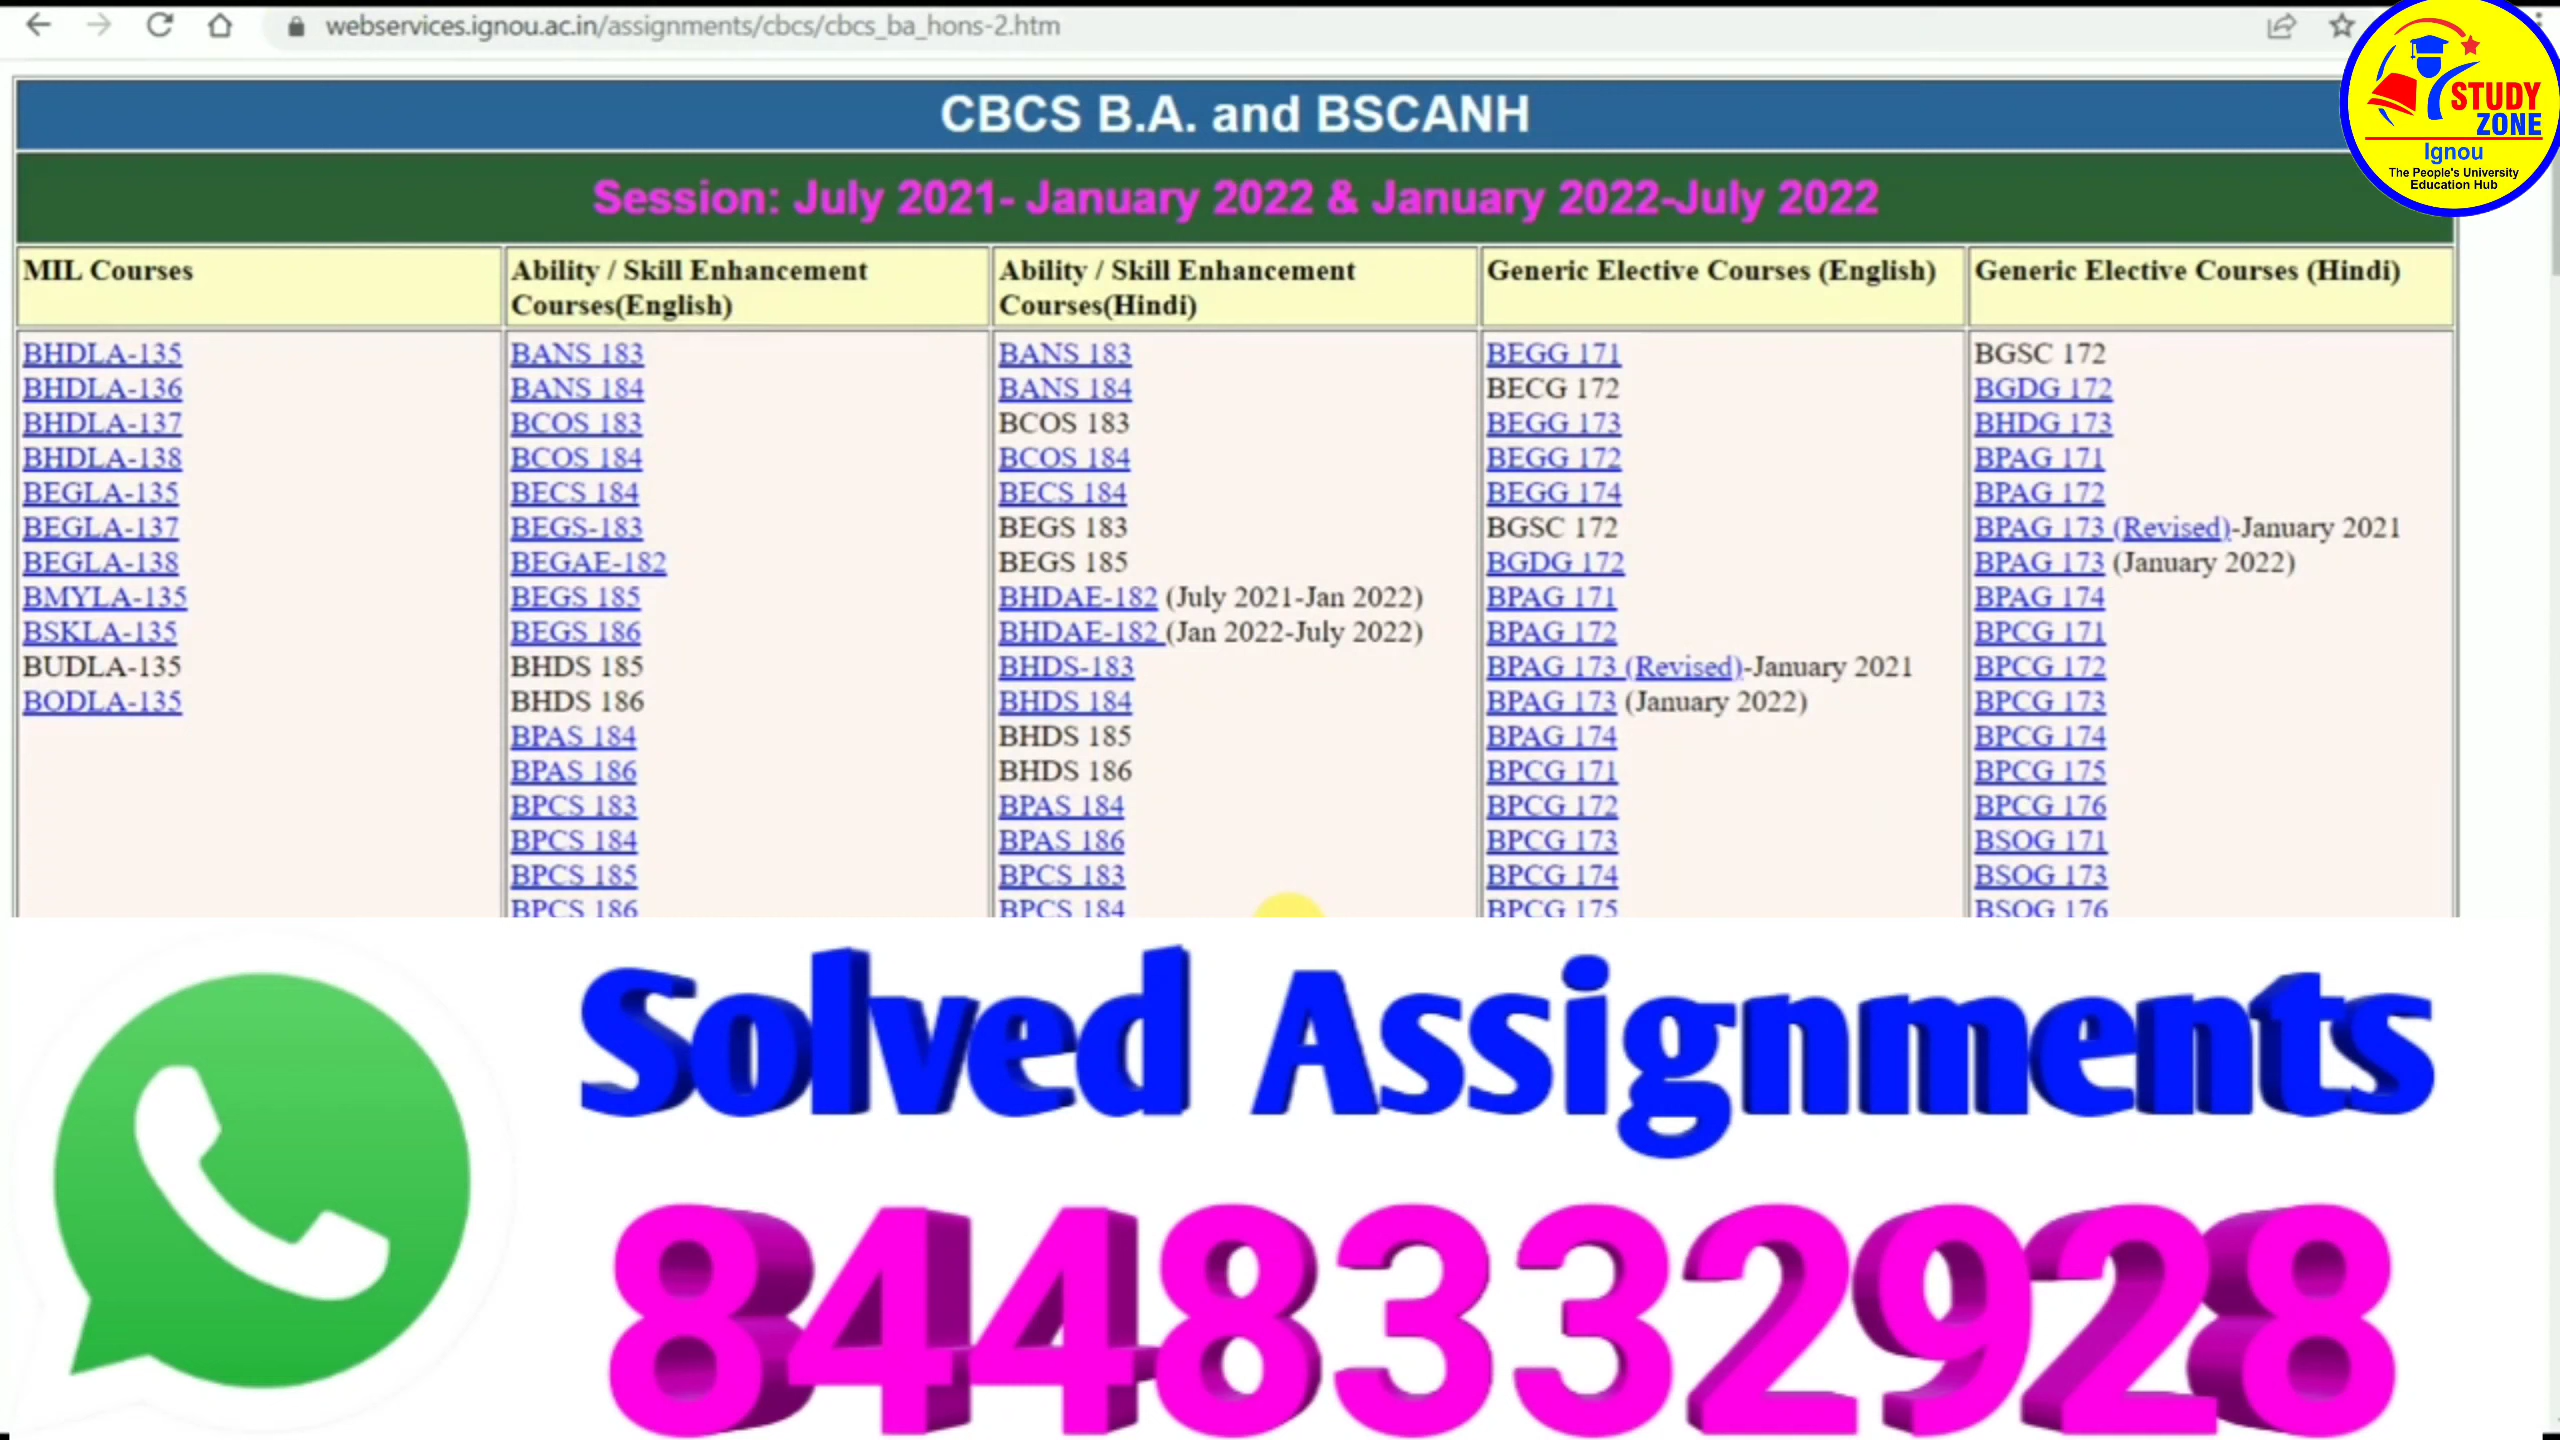 webservices.ignou.ac.in/assignments/cbcs/cbcs_ba_hons-2.htm
STUDY
ZONE
Ignou
The People's University
Education Hub
CBCS B.A. and BSCANH
Session: July 2021- January 2022 & January 2022-July 2022
MIL Courses
BHDLA-135
BHDLA-136
BHDLA-137
BHDLA-138
BEGLA-135
BEGLA-137
BEGLA-138
BMYLA-135
BSKLA-135
BUDLA-135
BODLA-135
Ability / Skill Enhancement
Courses(English)
BANS 183
BANS 184
BCOS 183
BCOS 184
BECS 184
BEGS-183
BEGAE-182
BEGS 185
BEGS 186
BHDS 185
BHDS 186
BPAS 184
BPAS 186
BPCS 183
BPCS 184
BPCS 185
BPCS 186
Ability / Skill Enhancement
Courses(Hindi)
BANS 183
BANS 184
BCOS 183
BCOS 184
BECS 184
BEGS 183
BEGS 185
BHDAE-182 (July 2021-Jan 2022)
BHDAE-182 (Jan 2022-July 2022)
BHDS-183
BHDS 184
BHDS 185
BHDS 186
BPAS 184
BPAS 186
BPCS 183
BPCS 184
Generic Elective Courses (English)
BEGG 171
BECG 172
BEGG 173
BEGG 172
BEGG 174
BGSC 172
BGDG 172
BPAG 171
BPAG 172
BPAG 173 (Revised)-January 2021
BPAG 173 (January 2022)
BPAG 174
BPCG 171
BPCG 172
BPCG 173
BPCG 174
BPCG 175
Generic Elective Courses (Hindi)
BGSC 172
BGDG 172
BHDG 173
BPAG 171
BPAG 172
BPAG 173 (Revised)-January 2021
BPAG 173 (January 2022)
BPAG 174
BPCG 171
BPCG 172
BPCG 173
BPCG 174
BPCG 175
BPCG 176
BSOG 171
BSOG 173
BSOG 176
Solved Assignments
8448332928